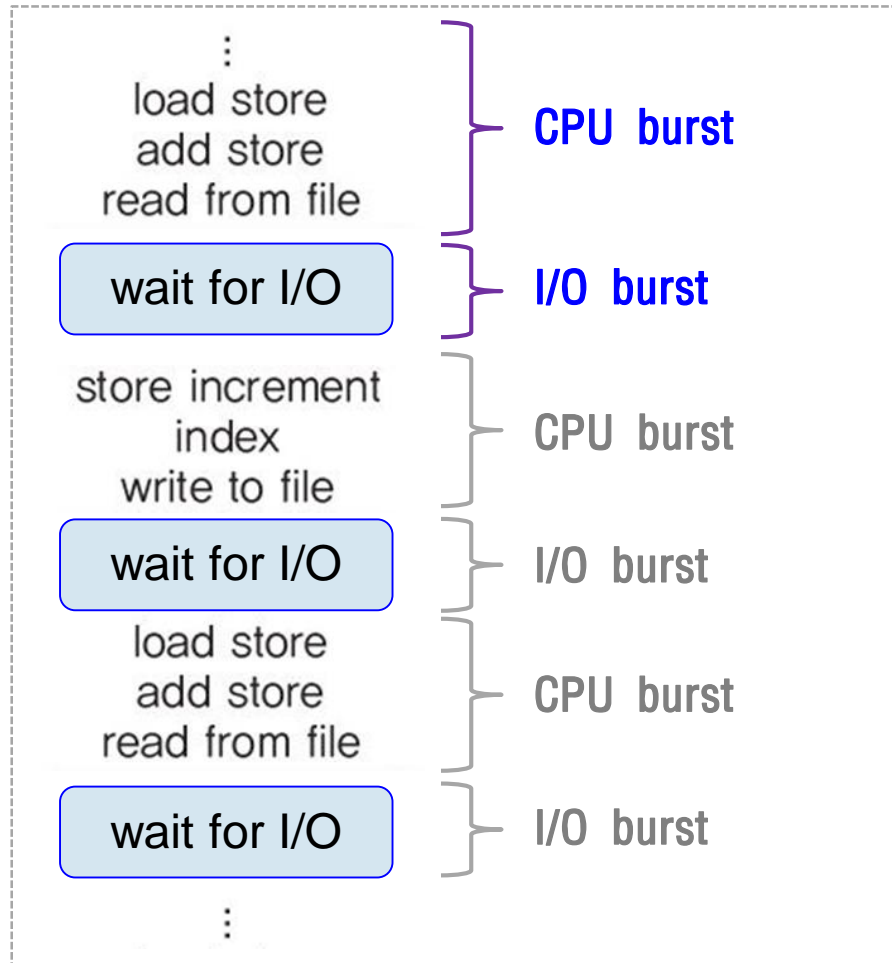 ⋮
load store
add store
read from file
CPU burst
wait for I/O
I/O burst
store increment
index
write to file
CPU burst
wait for I/O
I/O burst
load store
add store
read from file
CPU burst
wait for I/O
I/O burst
⋮